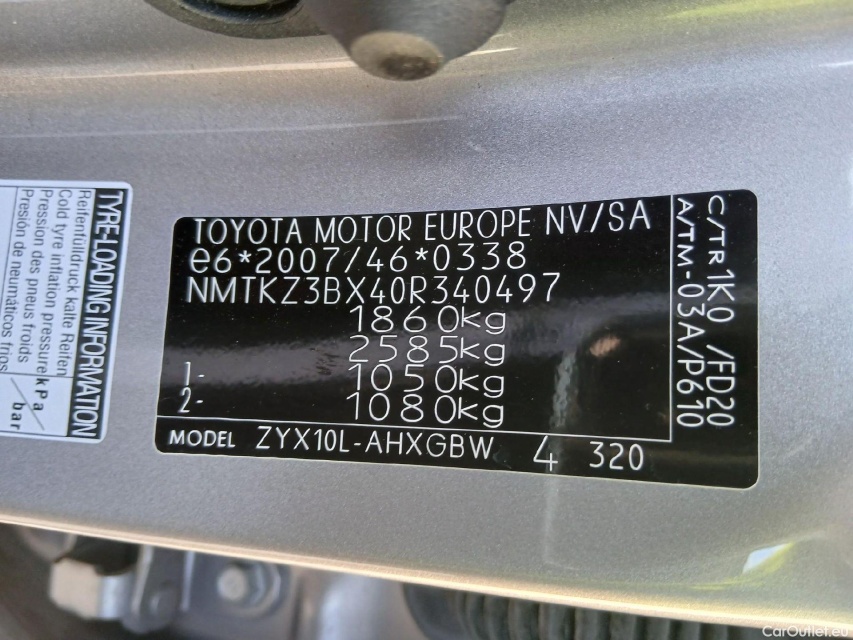 TYRE-LOADING INFORMATION
Reifenfülldruck kalte Reifen
Cold tyre inflation pressure
Pression des pneus froids
Presión de neumáticos fríos
kPa/bar
TOYOTA MOTOR EUROPE NV./SA
e6*2007/46*0338
NMTKZ3BX40R340497
1860kg
2585kg
1- 1050kg
2- 1080kg
MODEL ZYX10L-AHXGBW 4 320
C/TR1K0 /FD20
A/TM-03A/P610
CarOutlet.eu